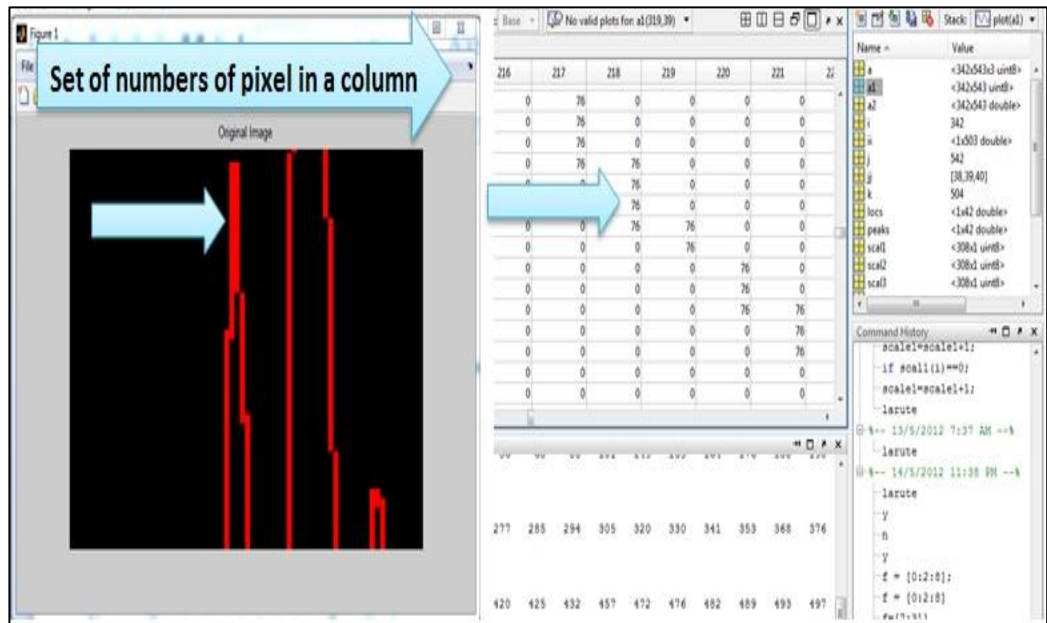 Figure 1
File
Set of numbers of pixel in a column
Original Image
Base No valid plots for: a1(319,39) Stack: plot(a1)
216 217 218 219 220 221 22
0 76 0 0 0 0
0 76 0 0 0 0
0 76 0 0 0 0
0 76 76 0 0 0
0 76 0 0 0
0 76 0 0 0
0 0 76 76 0 0
0 0 0 76 0 0
0 0 0 0 76 0
0 0 0 0 76 0
0 0 0 0 76 76
0 0 0 0 0 76
0 0 0 0 0 76
0 0 0 0 0 0
0 0 0 0 0 0
277 285 294 305 320 330 341 353 368 376
420 425 432 457 472 476 482 489 493 497
Name Value
a <342x543x3 uint8>
a1 <342x543 uint8>
a2 <342x543 double>
i 342
ii <1x503 double>
j 542
jj [38,39,40]
k 504
locs <1x42 double>
peaks <1x42 double>
scal1 <308x1 uint8>
scal2 <308x1 uint8>
scal3 <308x1 uint8>
Command History
scale1=scale1+1;
if scal1(i)==0;
scale1=scale1+1;
larute
%-- 13/5/2012 7:37 AM --%
larute
%-- 14/5/2012 11:38 PM --%
larute
y
n
y
f = [0:2:8];
f = [0:2:8]